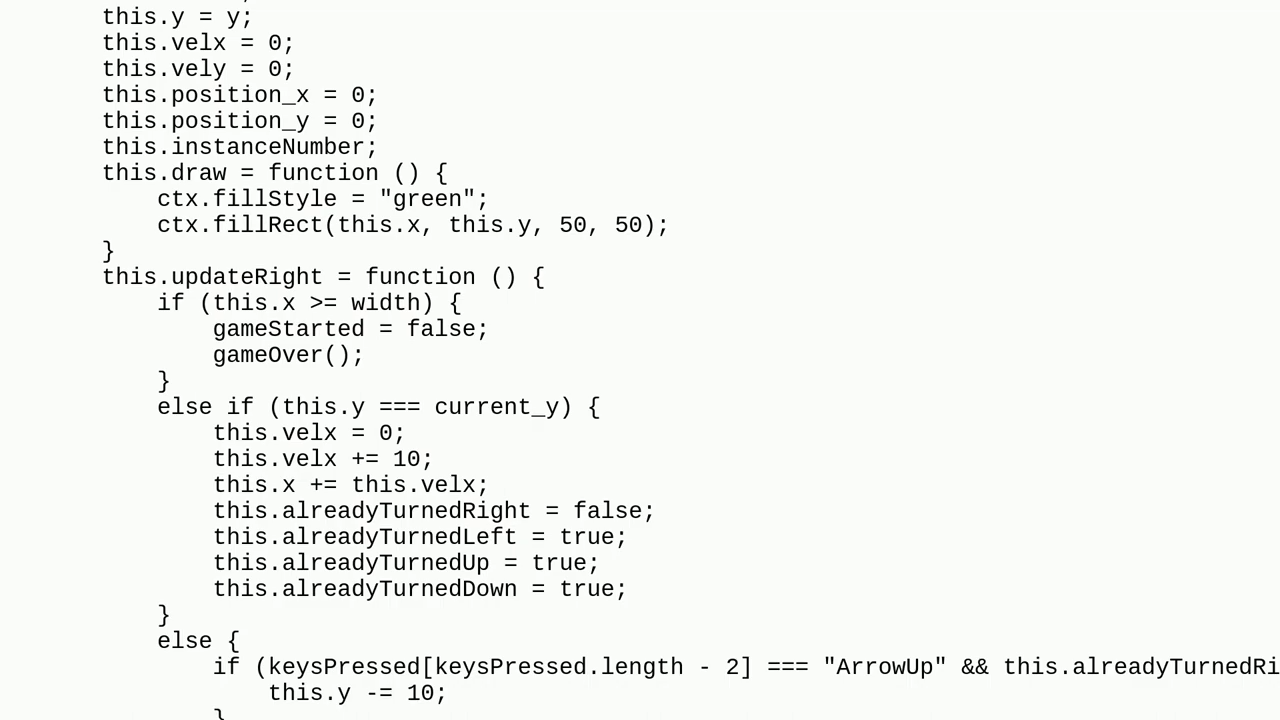 this.y = y;
this.velx = 0;
this.vely = 0;
this.position_x = 0;
this.position_y = 0;
this.instanceNumber;
this.draw = function () {
ctx.fillStyle = "green";
ctx.fillRect(this.x, this.y, 50, 50);
}
this.updateRight = function () {
if (this.x >= width) {
gameStarted = false;
gameOver();
}
else if (this.y === current_y) {
this.velx = 0;
this.velx += 10;
this.x += this.velx;
this.alreadyTurnedRight = false;
this.alreadyTurnedLeft = true;
this.alreadyTurnedUp = true;
this.alreadyTurnedDown = true;
}
else {
if (keysPressed[keysPressed.length - 2] === "ArrowUp" && this.alreadyTurnedRi
this.y -= 10;
}